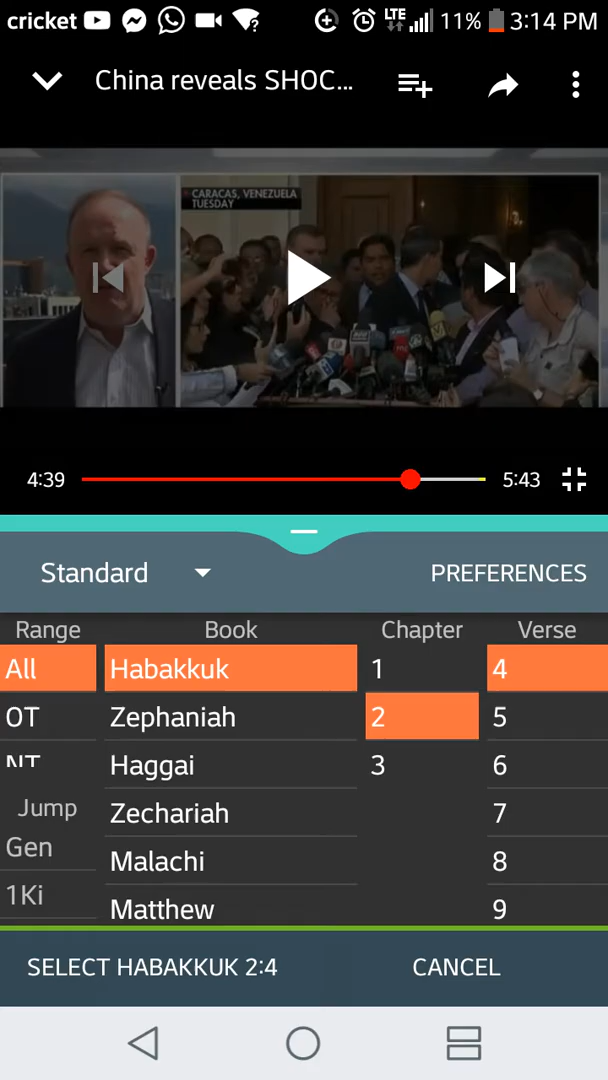 cricket LTE 11% 3:14 PM
China reveals SHOC...
CARACAS, VENEZUELA
TUESDAY
4:39 5:43
Standard PREFERENCES
Range Book Chapter Verse
All Habakkuk 1 4
OT Zephaniah 2 5
NT Haggai 3 6
Jump Zechariah 7
Gen Malachi 8
1Ki Matthew 9
SELECT HABAKKUK 2:4 CANCEL